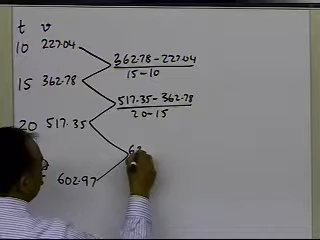 t v
10 227.04
362.78 - 227.04
15 - 10
15 362.78
517.35 - 362.78
20 - 15
20 517.35
602.97